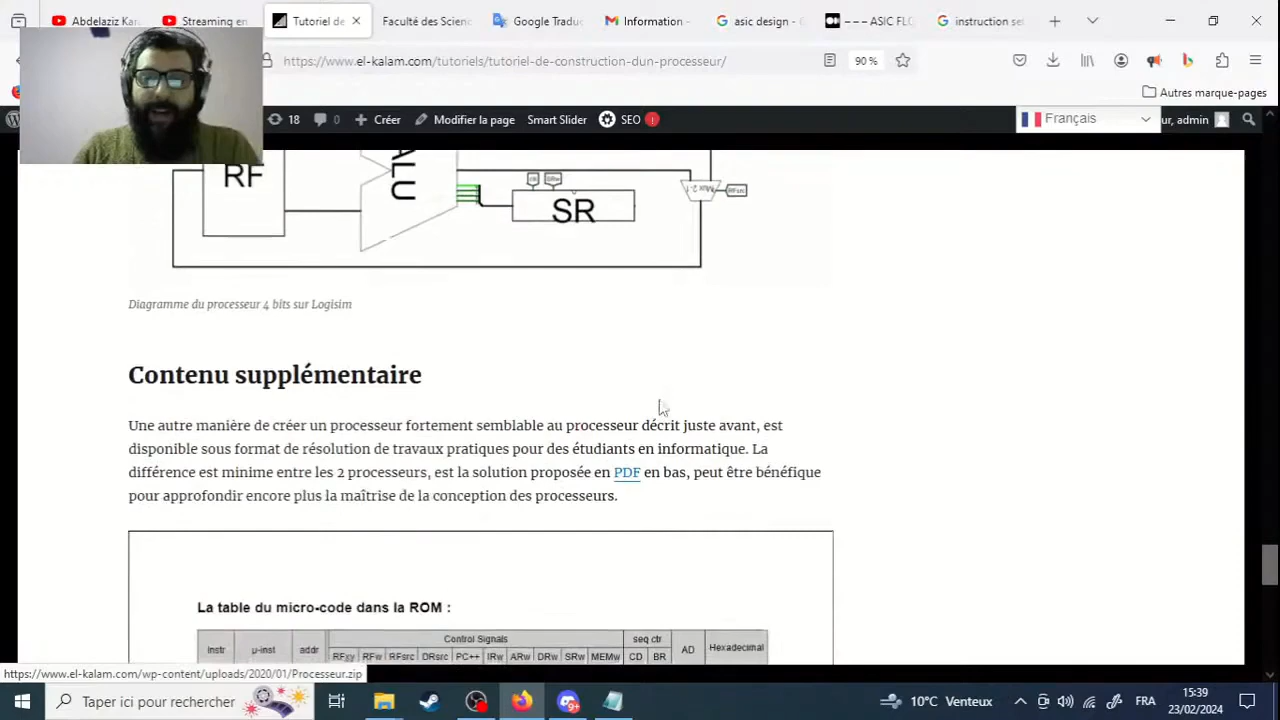 Abdelaziz Kar
Streaming en
Tutoriel de
Faculté des Scien
Google Traduc
Information -
asic design - G
– – – ASIC FLO
instruction se
https://www.el-kalam.com/tutoriels/tutoriel-de-construction-dun-processeur/
90 %
Autres marque-pages
18
0
Créer
Modifier la page
Smart Slider
SEO
Français
ur, admin
RF
ALU
clk
DRw
SR
Mux 2-1
RFsrc
Diagramme du processeur 4 bits sur Logisim
Contenu supplémentaire
Une autre manière de créer un processeur fortement semblable au processeur décrit juste avant, est
disponible sous format de résolution de travaux pratiques pour des étudiants en informatique. La
différence est minime entre les 2 processeurs, est la solution proposée en PDF en bas, peut être bénéfique
pour approfondir encore plus la maîtrise de la conception des processeurs.
La table du micro-code dans la ROM :
Instr
μ-inst
addr
Control Signals
seq ctr
AD
Hexadecimal
RFxy RFw RFsrc DRsrc PC++ IRw ARw DRw SRw MEMw CD BR
https://www.el-kalam.com/wp-content/uploads/2020/01/Processeur.zip
Taper ici pour rechercher
10°C Venteux
FRA
15:39
23/02/2024